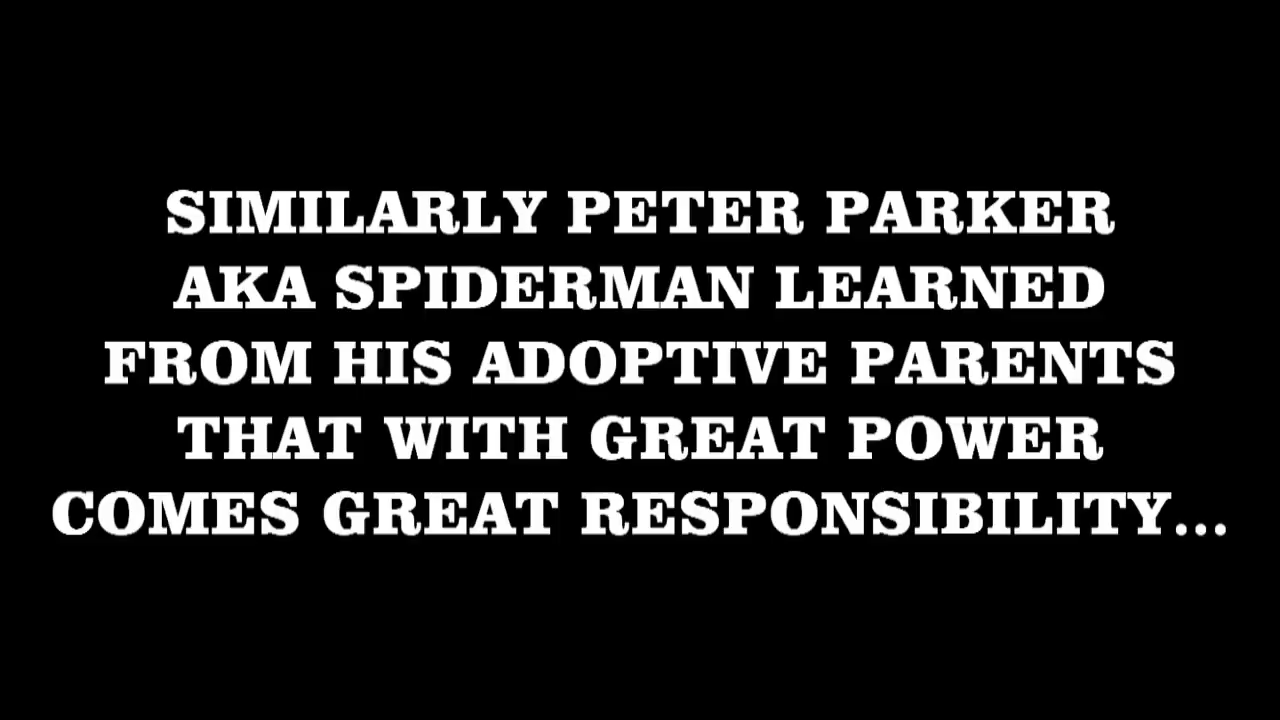 SIMILARLY PETER PARKER
AKA SPIDERMAN LEARNED
FROM HIS ADOPTIVE PARENTS
THAT WITH GREAT POWER
COMES GREAT RESPONSIBILITY...